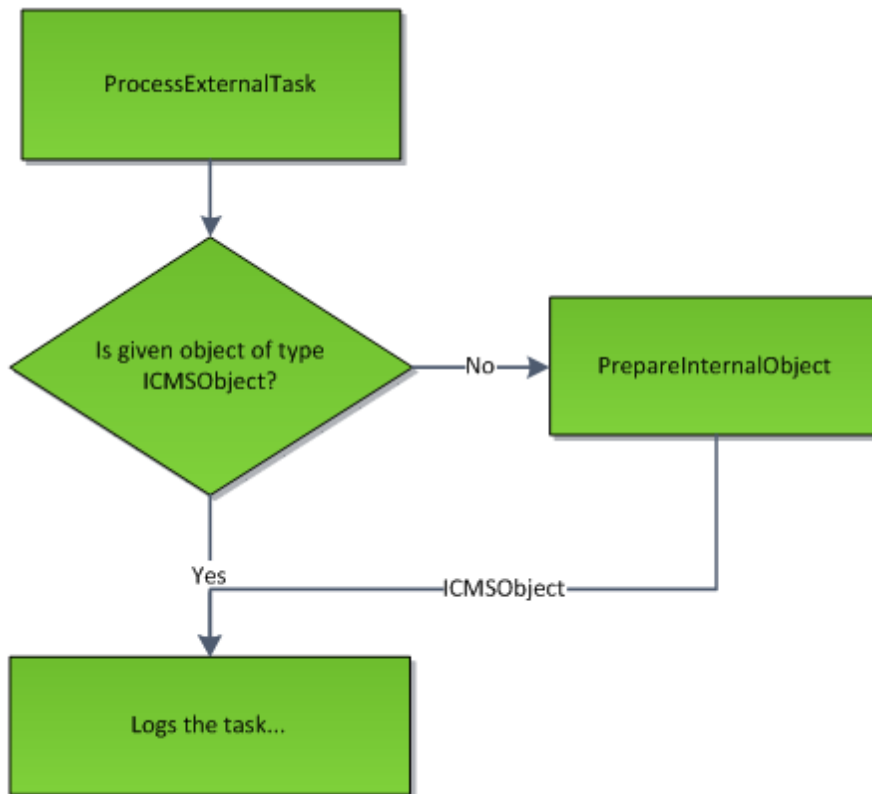 ProcessExternalTask
Is given object of type
ICMSObject?
No
PrepareInternalObject
Yes
ICMSObject
Logs the task...